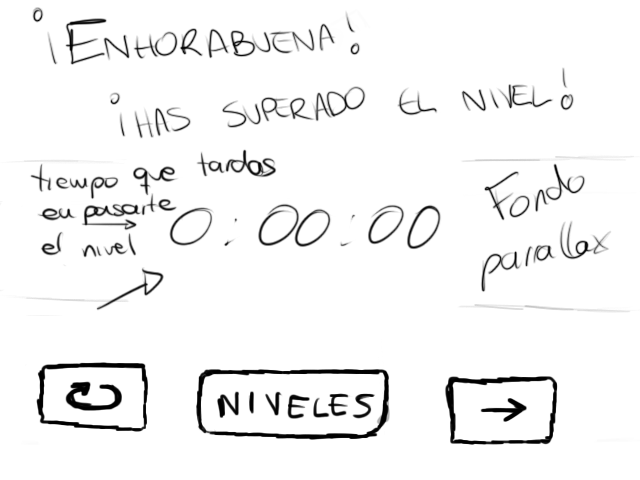 ¡ENHORABUENA!
¡HAS SUPERADO EL NIVEL!
tiempo que tardas
en pasarte
el nivel
0:00:00
Fondo
parallax
NIVELES